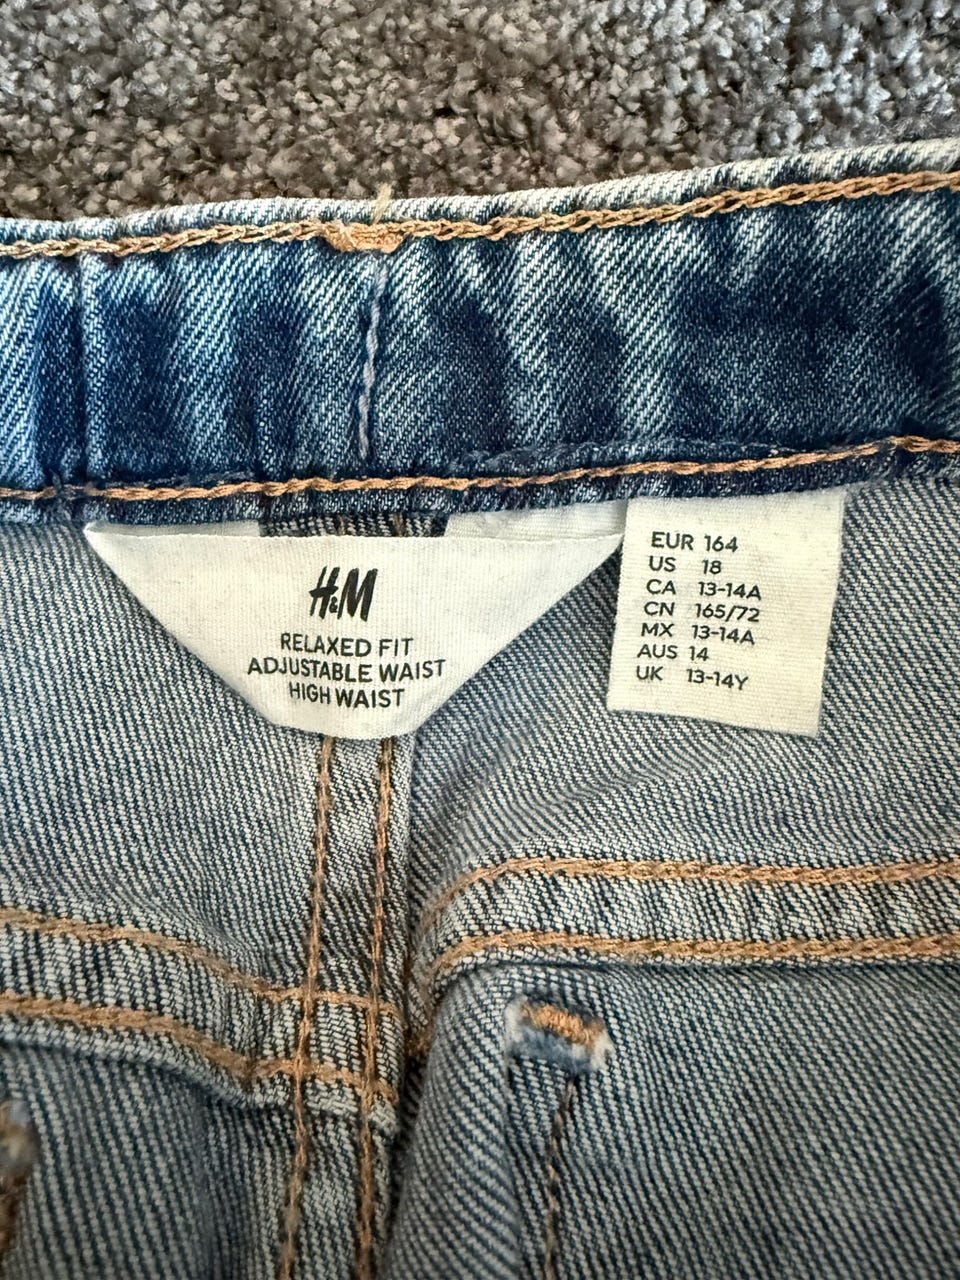 H&M
RELAXED FIT
ADJUSTABLE WAIST
HIGH WAIST
EUR 164
US 18
CA 13-14A
CN 165/72
MX 13-14A
AUS 14
UK 13-14Y